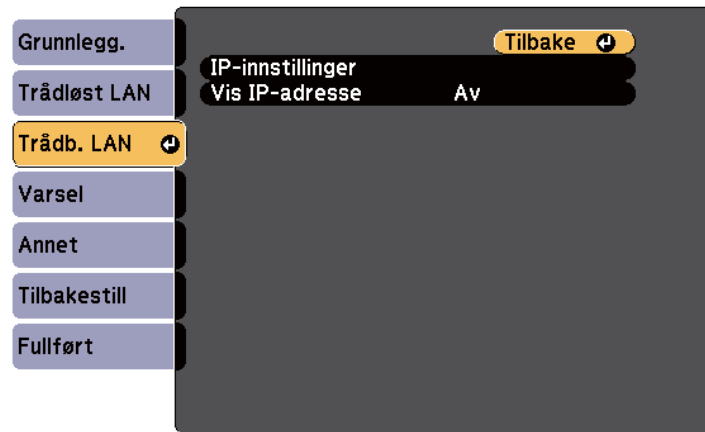 Grunnlegg.
Trådløst LAN
Trådb. LAN
Varsel
Annet
Tilbakestill
Fullført
Tilbake
IP-innstillinger
Vis IP-adresse Av